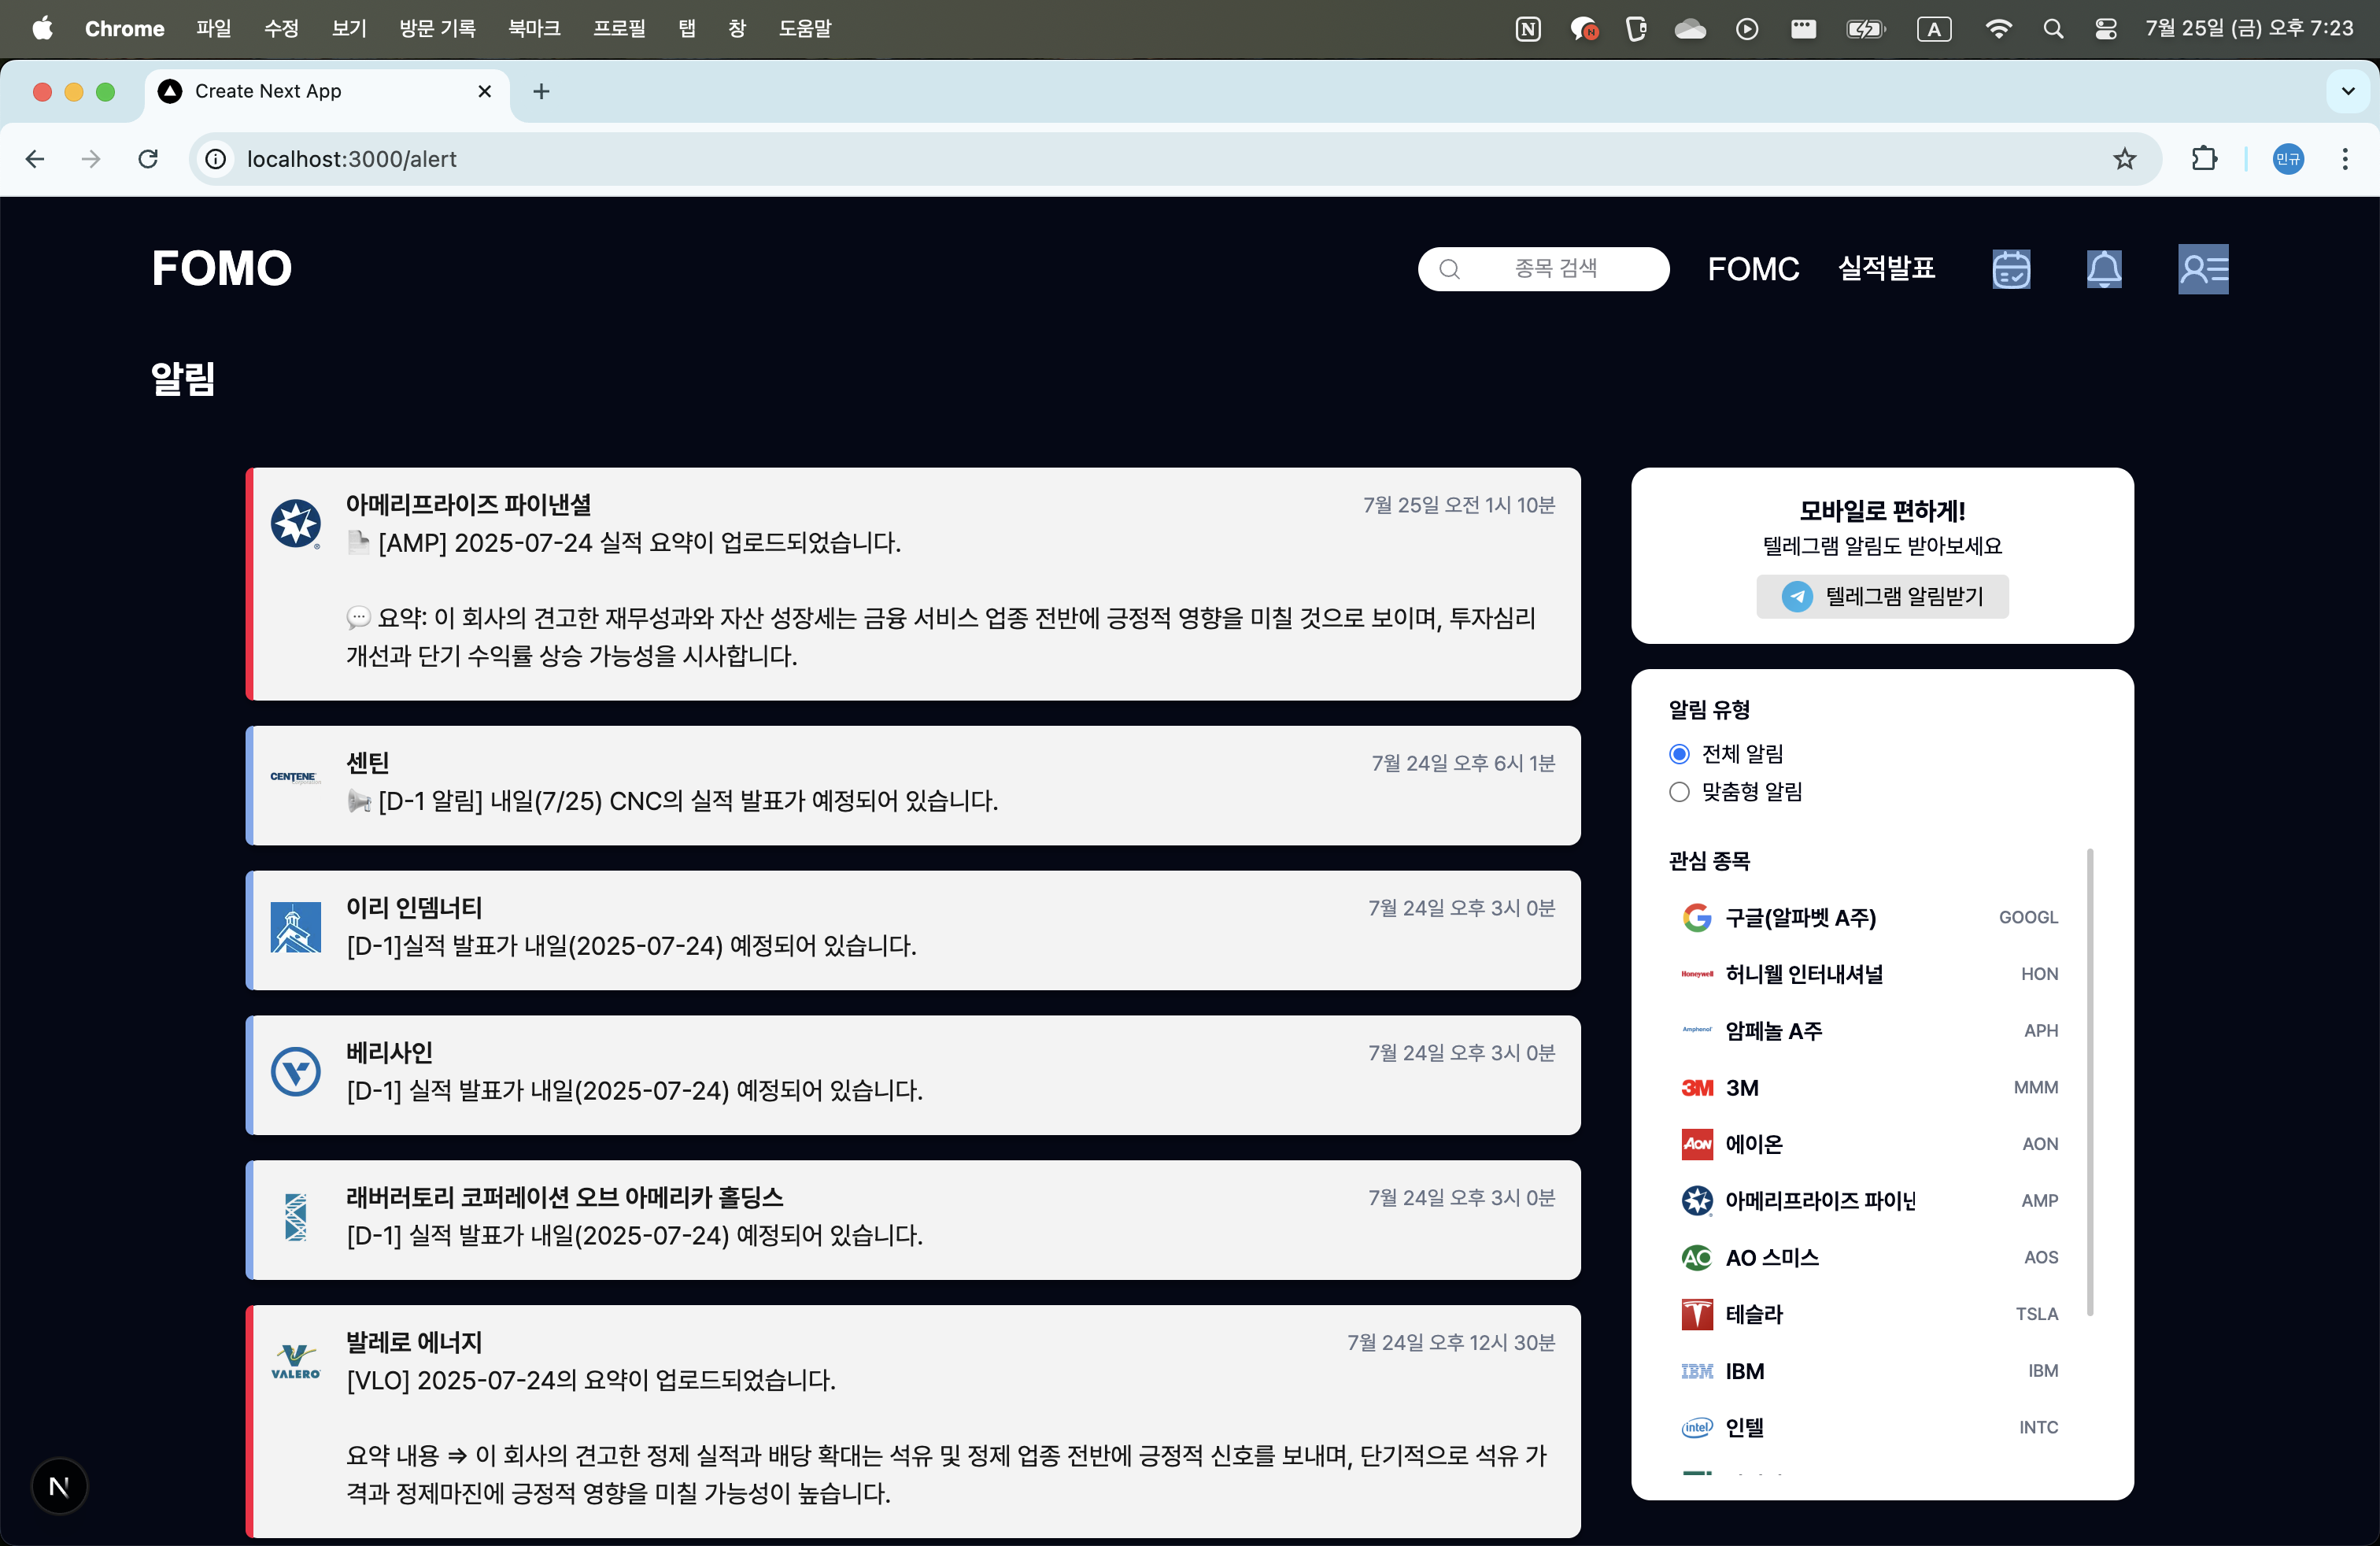 Chrome 파일 수정 보기 방문 기록 북마크 프로필 탭 창 도움말
A 7월 25일 (금) 오후 7:23
Create Next App
localhost:3000/alert
민규
FOMO
종목 검색
FOMC
실적발표
알림
아메리프라이즈 파이낸셜
7월 25일 오전 1시 10분
[AMP] 2025-07-24 실적 요약이 업로드되었습니다.
요약: 이 회사의 견고한 재무성과와 자산 성장세는 금융 서비스 업종 전반에 긍정적 영향을 미칠 것으로 보이며, 투자심리
개선과 단기 수익률 상승 가능성을 시사합니다.
CENTENE
센틴
7월 24일 오후 6시 1분
[D-1 알림] 내일(7/25) CNC의 실적 발표가 예정되어 있습니다.
이리 인뎀너티
7월 24일 오후 3시 0분
[D-1]실적 발표가 내일(2025-07-24) 예정되어 있습니다.
베리사인
7월 24일 오후 3시 0분
[D-1] 실적 발표가 내일(2025-07-24) 예정되어 있습니다.
래버러토리 코퍼레이션 오브 아메리카 홀딩스
7월 24일 오후 3시 0분
[D-1] 실적 발표가 내일(2025-07-24) 예정되어 있습니다.
VALERO
발레로 에너지
7월 24일 오후 12시 30분
[VLO] 2025-07-24의 요약이 업로드되었습니다.
요약 내용 ⇒ 이 회사의 견고한 정제 실적과 배당 확대는 석유 및 정제 업종 전반에 긍정적 신호를 보내며, 단기적으로 석유 가
격과 정제마진에 긍정적 영향을 미칠 가능성이 높습니다.
모바일로 편하게!
텔레그램 알림도 받아보세요
텔레그램 알림받기
알림 유형
전체 알림
맞춤형 알림
관심 종목
구글(알파벳 A주) GOOGL
Honeywell 허니웰 인터내셔널 HON
Amphenol 암페놀 A주 APH
3M 3M MMM
AON 에이온 AON
아메리프라이즈 파이낸 AMP
AO AO 스미스 AOS
테슬라 TSLA
IBM IBM IBM
intel 인텔 INTC
N